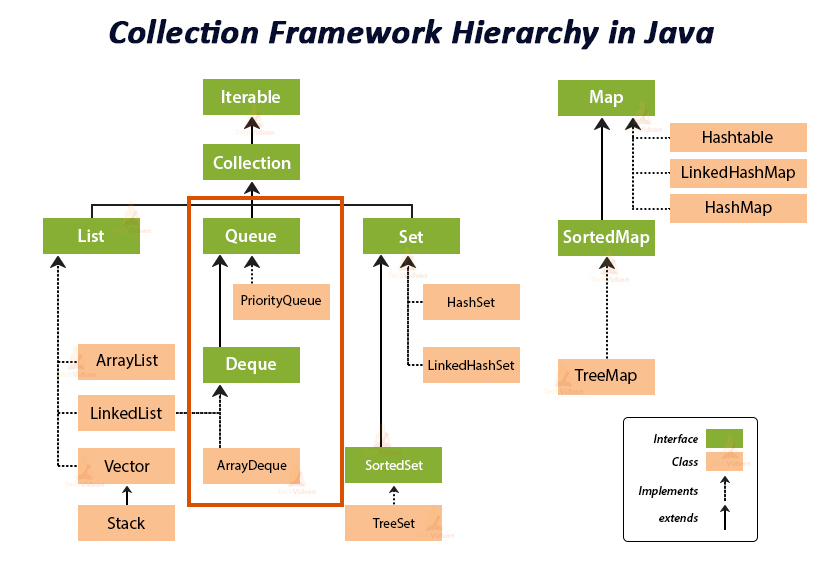 Collection Framework Hierarchy in Java
Iterable
Map
Hashtable
Collection
LinkedHashMap
HashMap
List
Queue
Set
SortedMap
PriorityQueue
HashSet
ArrayList
Deque
LinkedHashSet
TreeMap
LinkedList
Vector
ArrayDeque
SortedSet
Stack
TreeSet
Interface
Class
Implements
extends